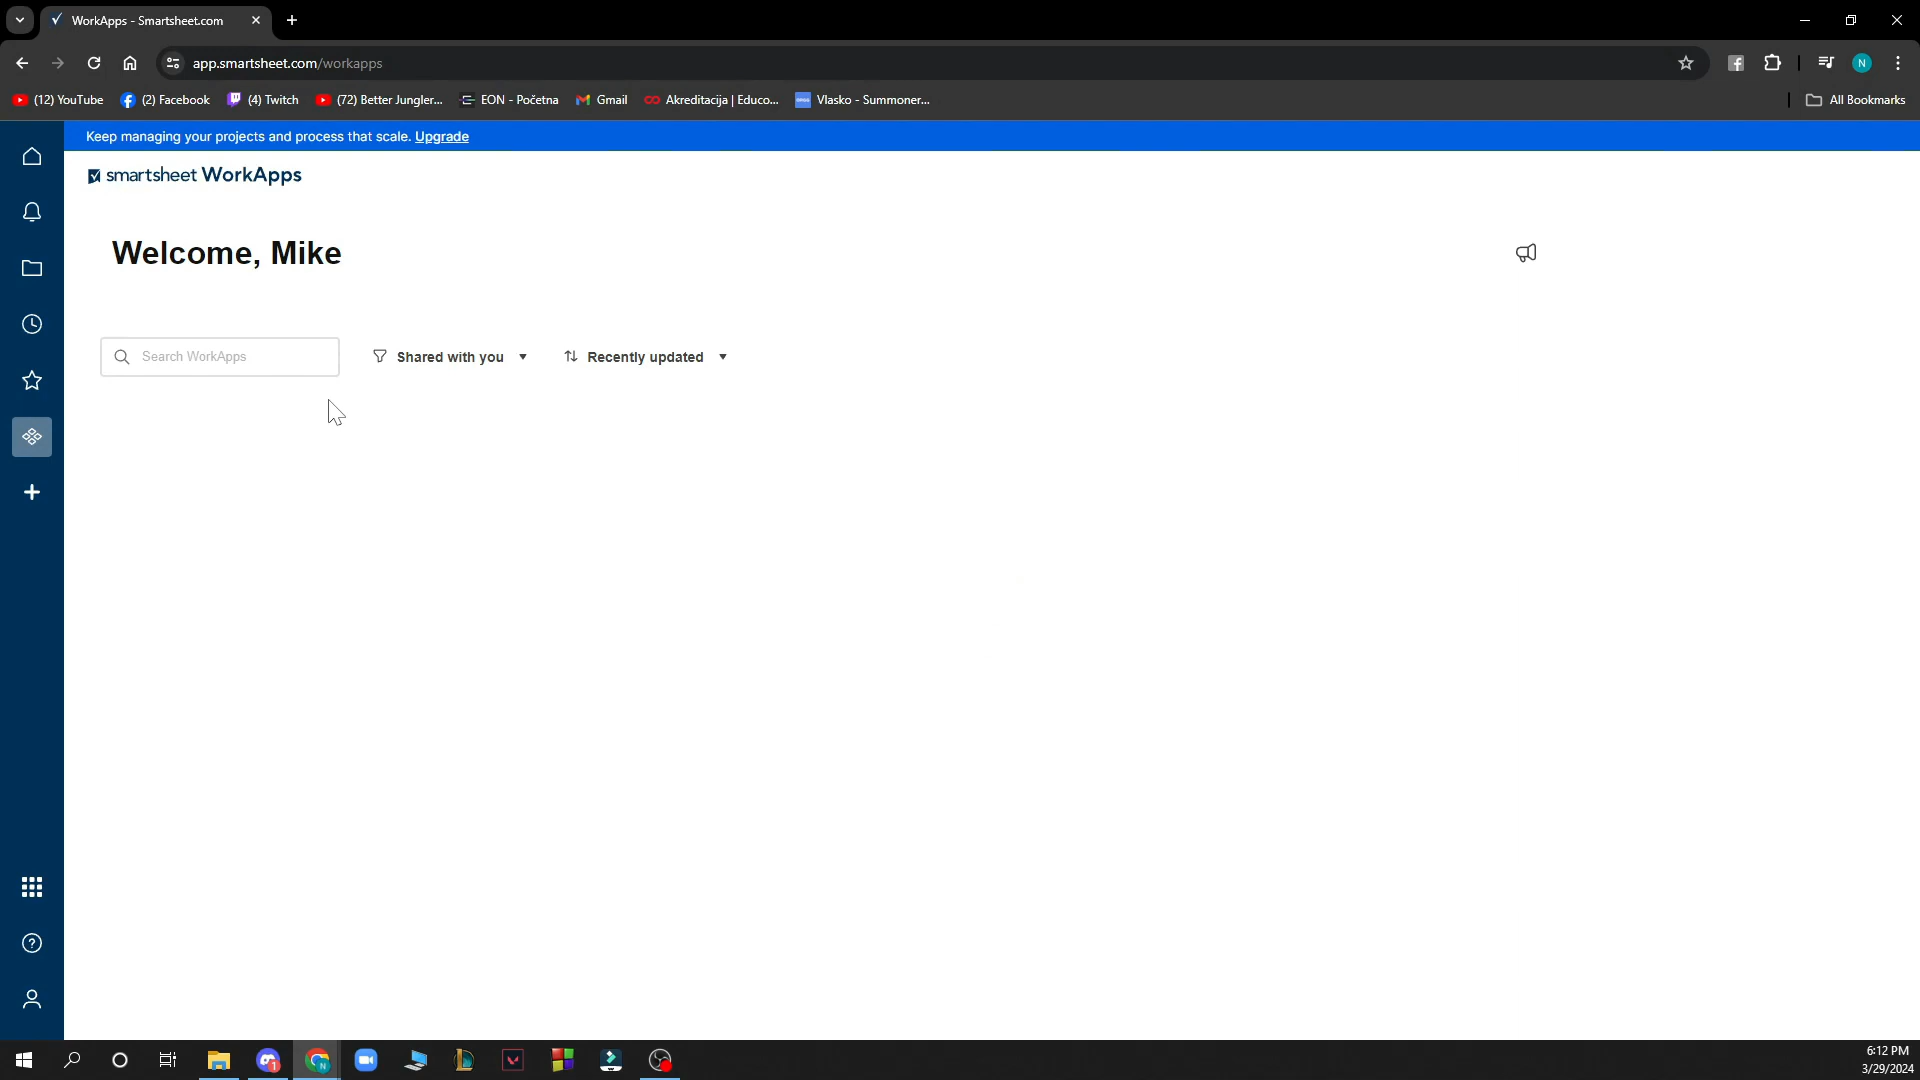 WorkApps - Smartsheet.com
app.smartsheet.com/workapps
(12) YouTube
(2) Facebook
(4) Twitch
(72) Better Jungler...
EON - Početna
Gmail
Akreditacija | Educo...
Vlasko - Summoner...
All Bookmarks
Keep managing your projects and process that scale. Upgrade
smartsheet WorkApps
Welcome, Mike
Search WorkApps
Shared with you
Recently updated
6:12 PM
3/29/2024